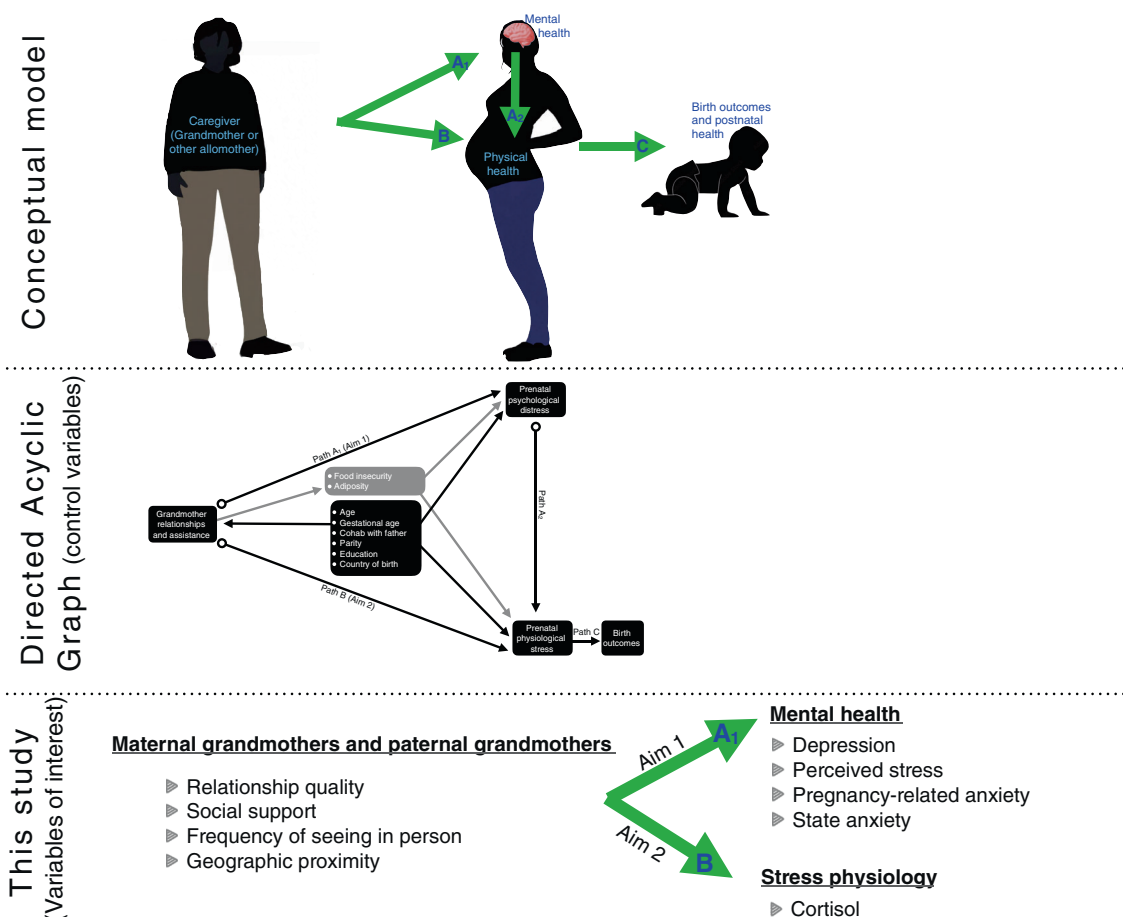 Conceptual model
Caregiver
(Grandmother or
other allomother)
Mental
health
A1
A2
B
Physical
health
C
Birth outcomes
and postnatal
health
Directed Acyclic
Graph (control variables)
Prenatal
psychological
distress
Path A1 (Aim 1)
• Food insecurity
• Adiposity
Path A2
Grandmother
relationships
and assistance
• Age
• Gestational age
• Cohab with father
• Parity
• Education
• Country of birth
Path B (Aim 2)
Prenatal
physiological
stress
Path C
Birth
outcomes
This study
(Variables of interest)
Maternal grandmothers and paternal grandmothers
Relationship quality
Social support
Frequency of seeing in person
Geographic proximity
Aim 1
A1
Aim 2
B
Mental health
Depression
Perceived stress
Pregnancy-related anxiety
State anxiety
Stress physiology
Cortisol